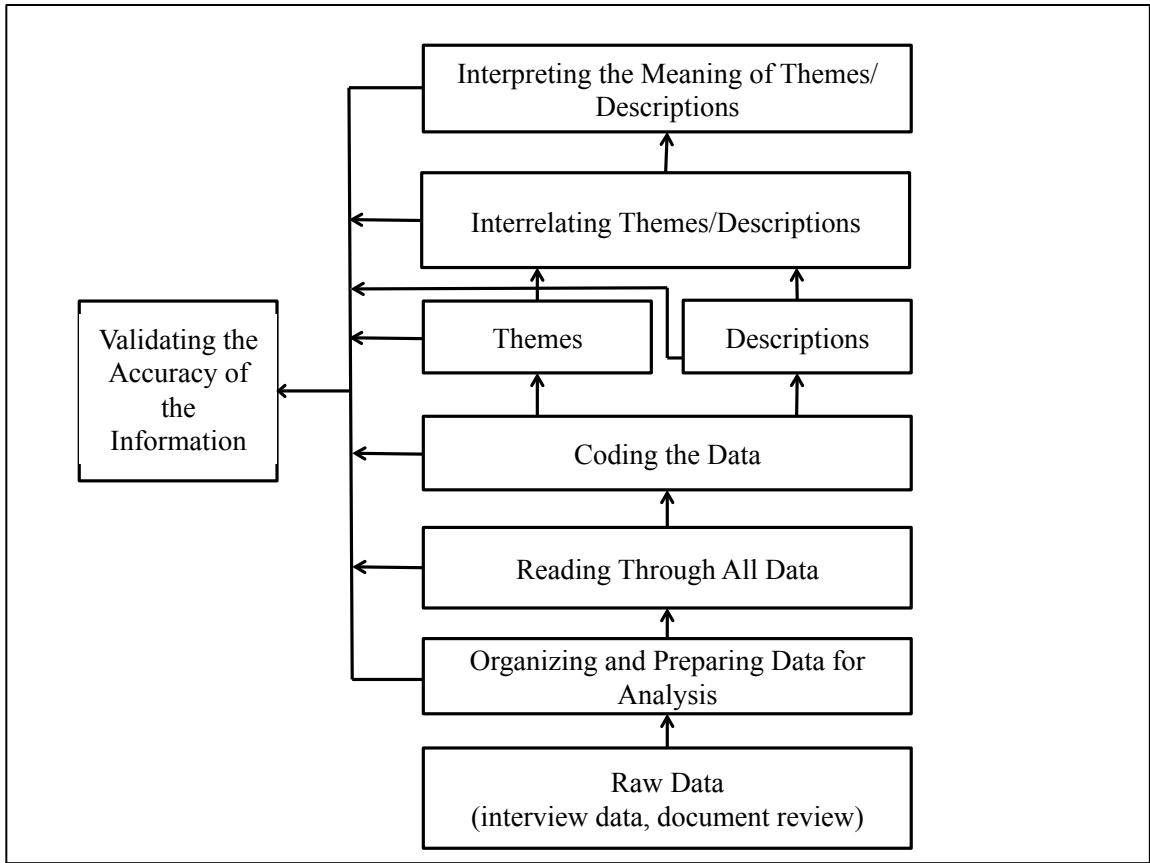 Interpreting the Meaning of Themes/
Descriptions
Interrelating Themes/Descriptions
Themes
Descriptions
Validating the
Accuracy of
the
Information
Coding the Data
Reading Through All Data
Organizing and Preparing Data for
Analysis
Raw Data
(interview data, document review)